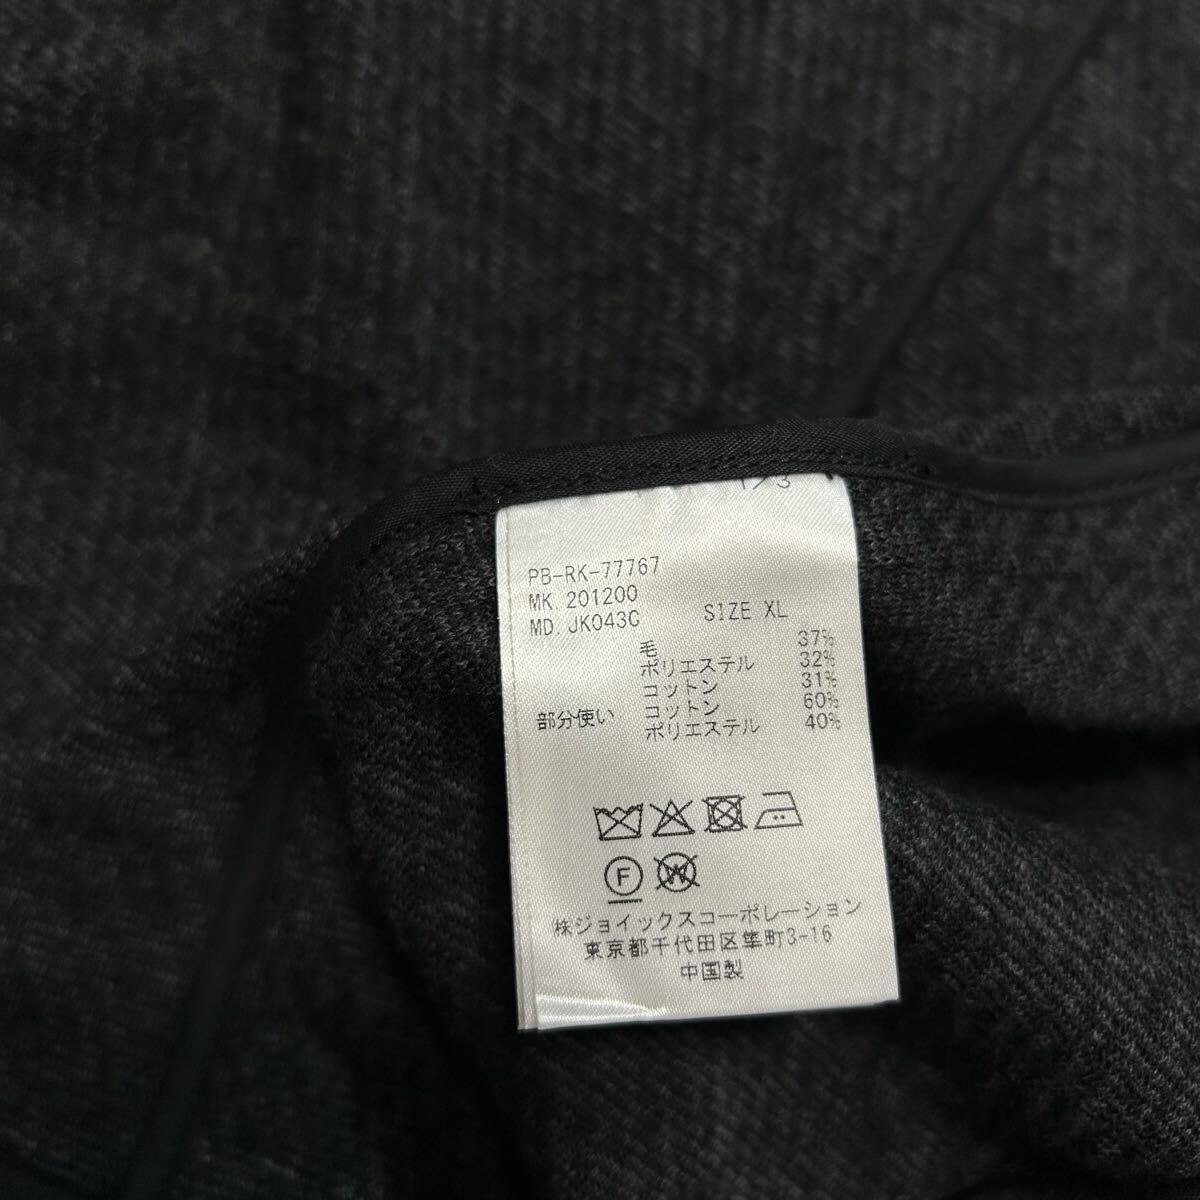 1/3
PB-RK-77767
MK 201200
MD. JK043G SIZE XL
毛 37%
ポリエステル 32%
コットン 31%
部分使い コットン 60%
ポリエステル 40%
F
W
株ジョイックスコーポレーション
東京都千代田区隼町3-16
中国製